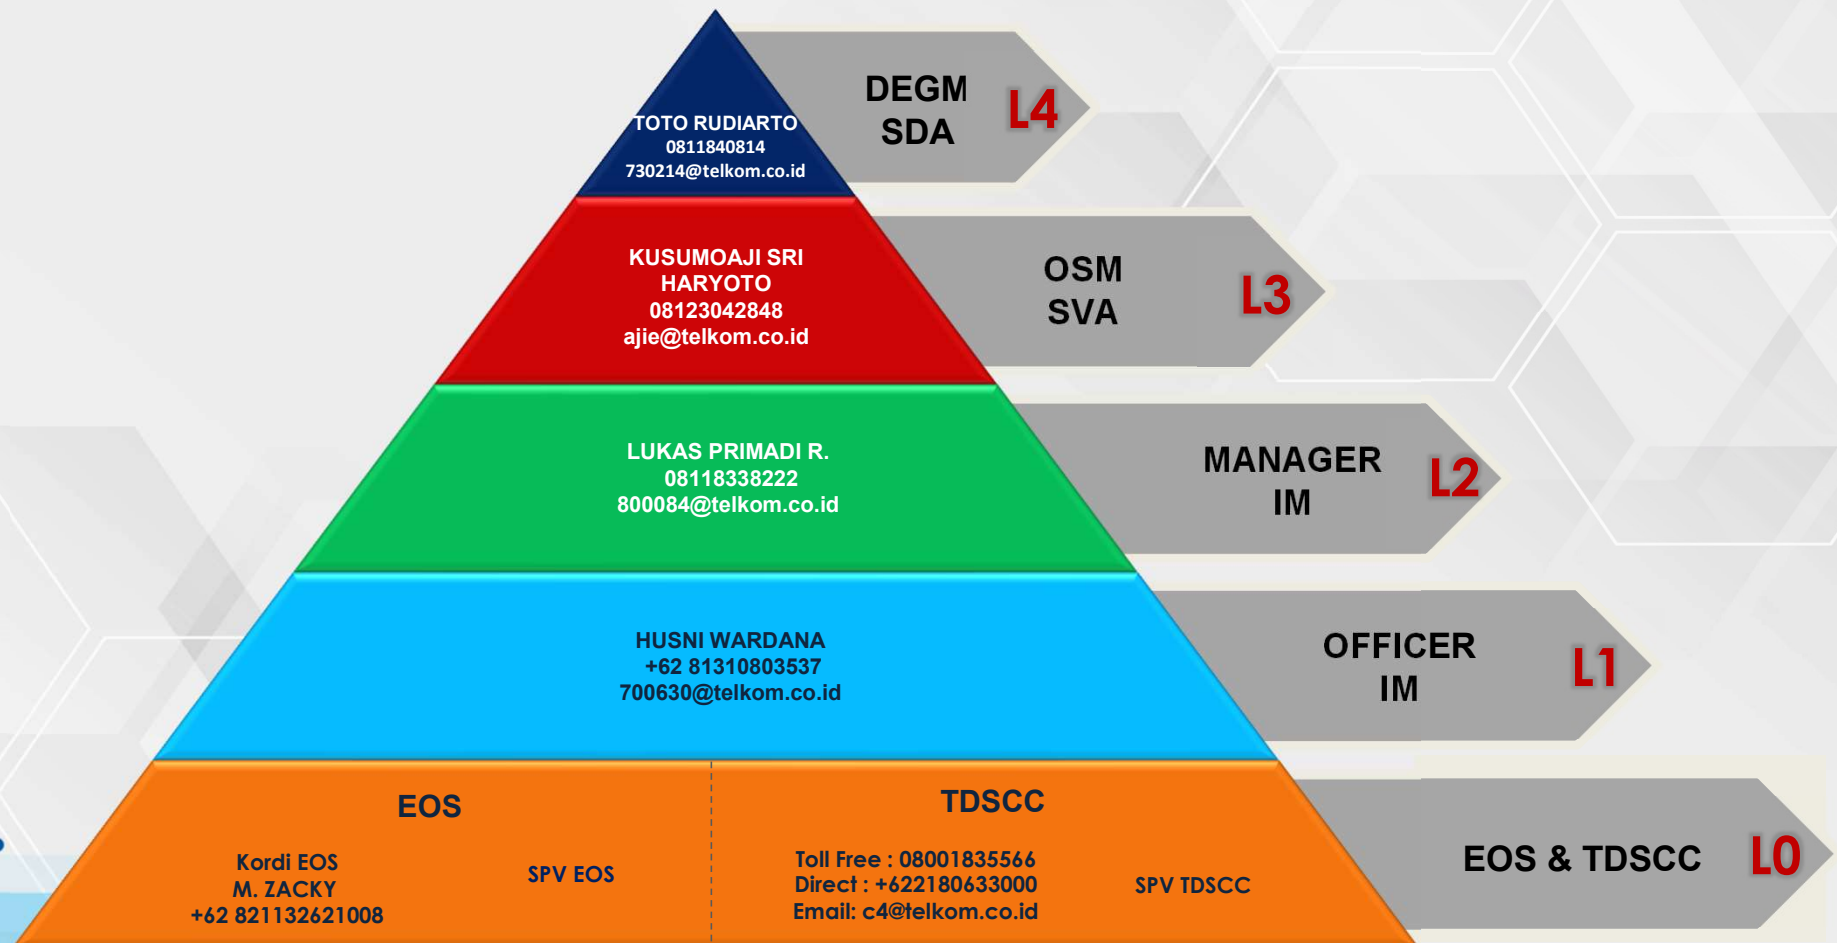 TOTO RUDIARTO
0811840814
730214@telkom.co.id
DEGM
SDA
L4
KUSUMOAJI SRI
HARYOTO
08123042848
ajie@telkom.co.id
OSM
SVA
L3
LUKAS PRIMADI R.
08118338222
800084@telkom.co.id
MANAGER
IM
L2
HUSNI WARDANA
+62 81310803537
700630@telkom.co.id
OFFICER
IM
L1
EOS
Kordi EOS
M. ZACKY
+62 821132621008
SPV EOS
TDSCC
Toll Free : 08001835566
Direct : +622180633000
Email: c4@telkom.co.id
SPV TDSCC
EOS & TDSCC
L0